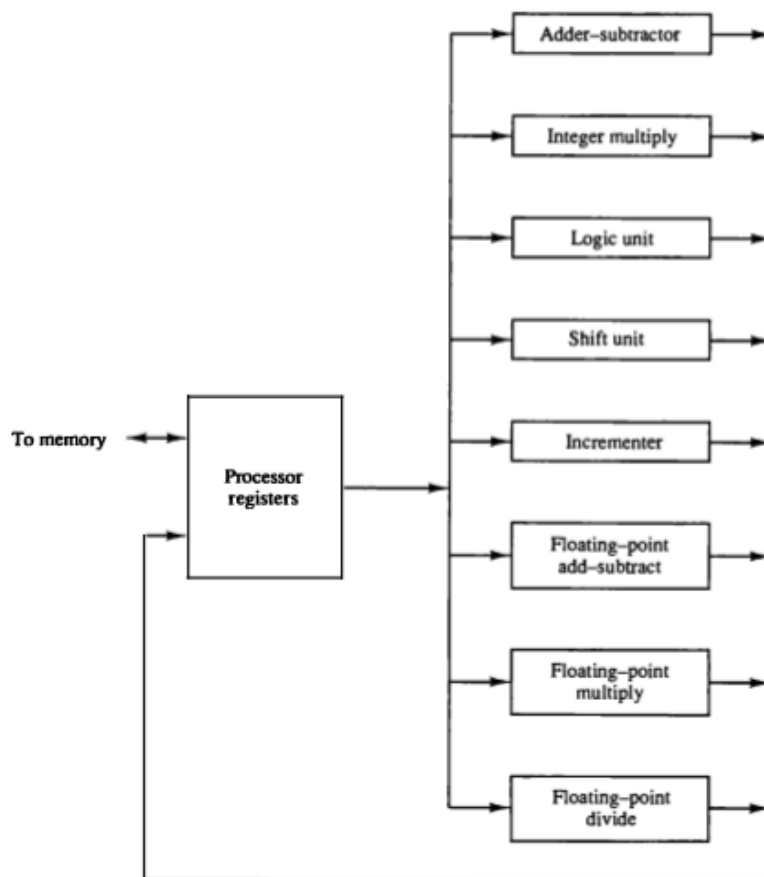 Adder–subtractor
Integer multiply
Logic unit
Shift unit
To memory
Incrementer
Processor
registers
Floating–point
add–subtract
Floating–point
multiply
Floating–point
divide